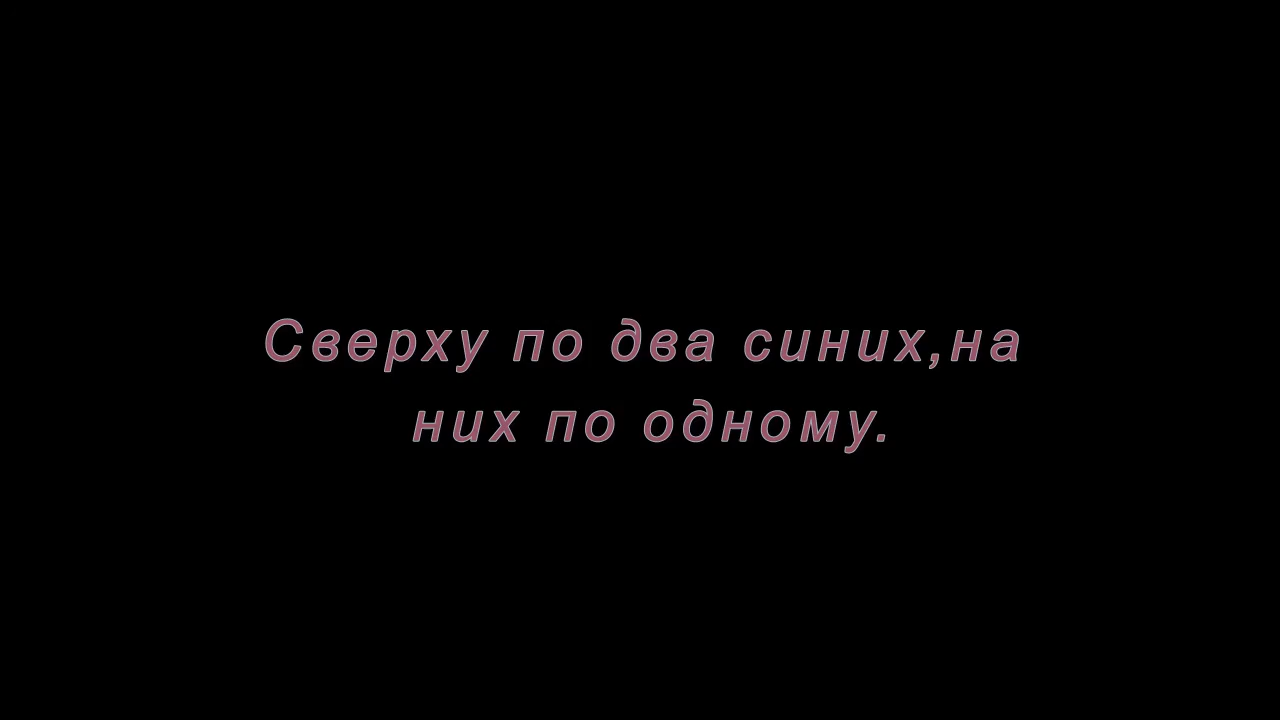 Сверху по два синих,на
них по одному.